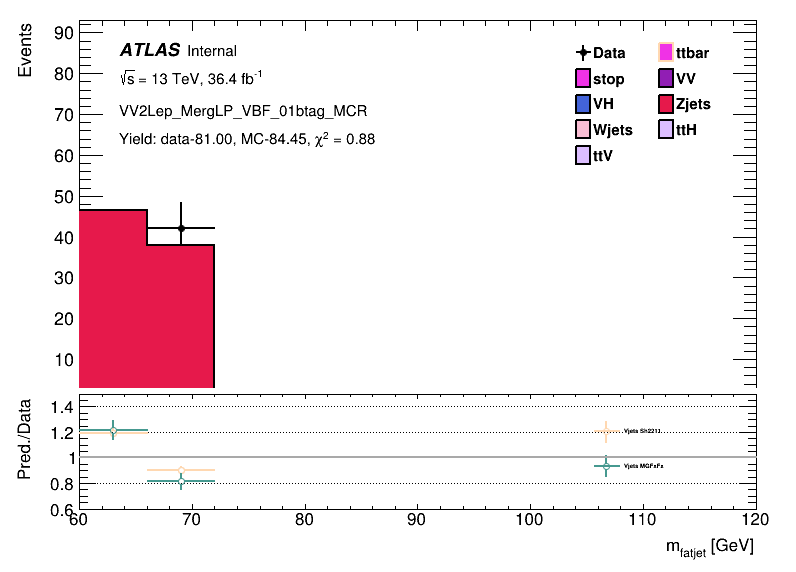 Events
90
80
70
60
50
40
30
20
10
ATLAS Internal
√s = 13 TeV, 36.4 fb⁻¹
VV2Lep_MergLP_VBF_01btag_MCR
Yield: data-81.00, MC-84.45, χ² = 0.88
Data
ttbar
stop
VV
VH
Zjets
Wjets
ttH
ttV
Pred./Data
1.4
1.2
1
0.8
0.6
Vjets Sh2211
Vjets MGFxFx
60 70 80 90 100 110 120
m_fatjet [GeV]